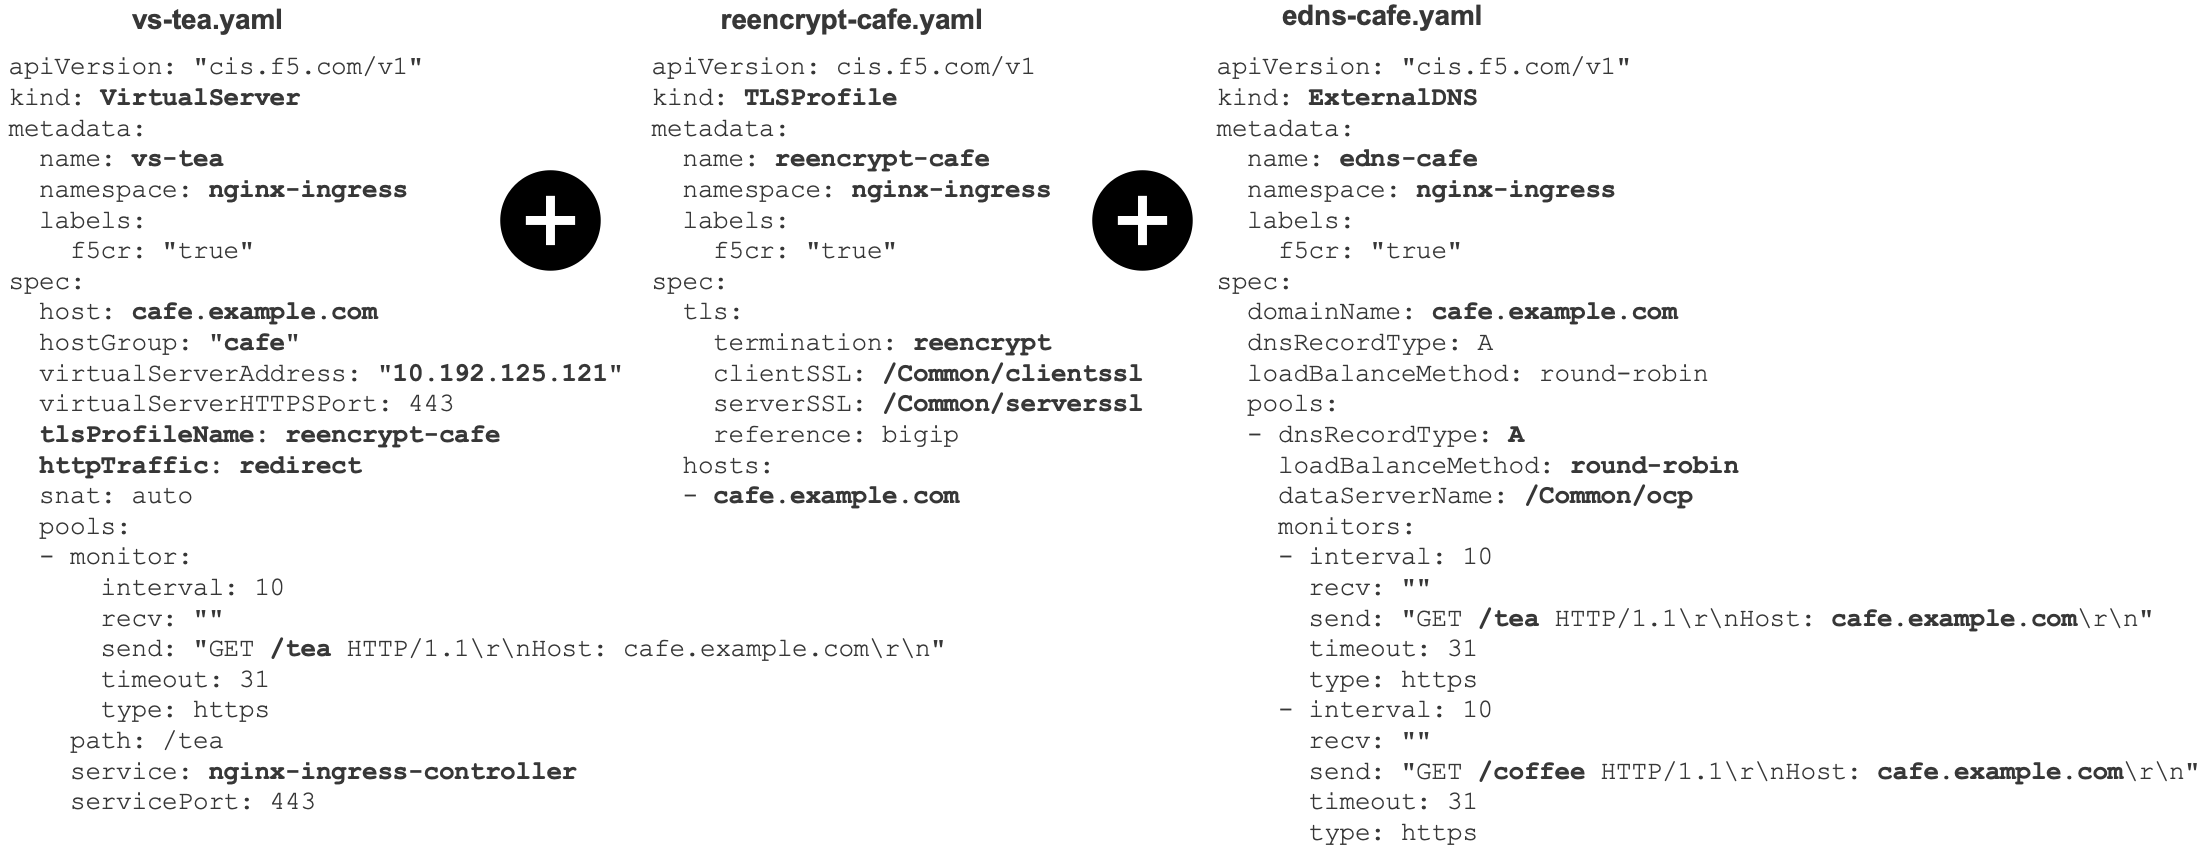 vs-tea.yaml
apiVersion: "cis.f5.com/v1"
kind: VirtualServer
metadata:
  name: vs-tea
  namespace: nginx-ingress
  labels:
    f5cr: "true"
spec:
  host: cafe.example.com
  hostGroup: "cafe"
  virtualServerAddress: "10.192.125.121"
  virtualServerHTTPSPort: 443
  tlsProfileName: reencrypt-cafe
  httpTraffic: redirect
  snat: auto
  pools:
  - monitor:
      interval: 10
      recv: ""
      send: "GET /tea HTTP/1.1\r\nHost: cafe.example.com\r\n"
      timeout: 31
      type: https
    path: /tea
    service: nginx-ingress-controller
    servicePort: 443
reencrypt-cafe.yaml
apiVersion: cis.f5.com/v1
kind: TLSProfile
metadata:
  name: reencrypt-cafe
  namespace: nginx-ingress
  labels:
    f5cr: "true"
spec:
  tls:
    termination: reencrypt
    clientSSL: /Common/clientssl
    serverSSL: /Common/serverssl
    reference: bigip
  hosts:
  - cafe.example.com
edns-cafe.yaml
apiVersion: "cis.f5.com/v1"
kind: ExternalDNS
metadata:
  name: edns-cafe
  namespace: nginx-ingress
  labels:
    f5cr: "true"
spec:
  domainName: cafe.example.com
  dnsRecordType: A
  loadBalanceMethod: round-robin
  pools:
  - dnsRecordType: A
    loadBalanceMethod: round-robin
    dataServerName: /Common/ocp
    monitors:
    - interval: 10
      recv: ""
      send: "GET /tea HTTP/1.1\r\nHost: cafe.example.com\r\n"
      timeout: 31
      type: https
    - interval: 10
      recv: ""
      send: "GET /coffee HTTP/1.1\r\nHost: cafe.example.com\r\n"
      timeout: 31
      type: https